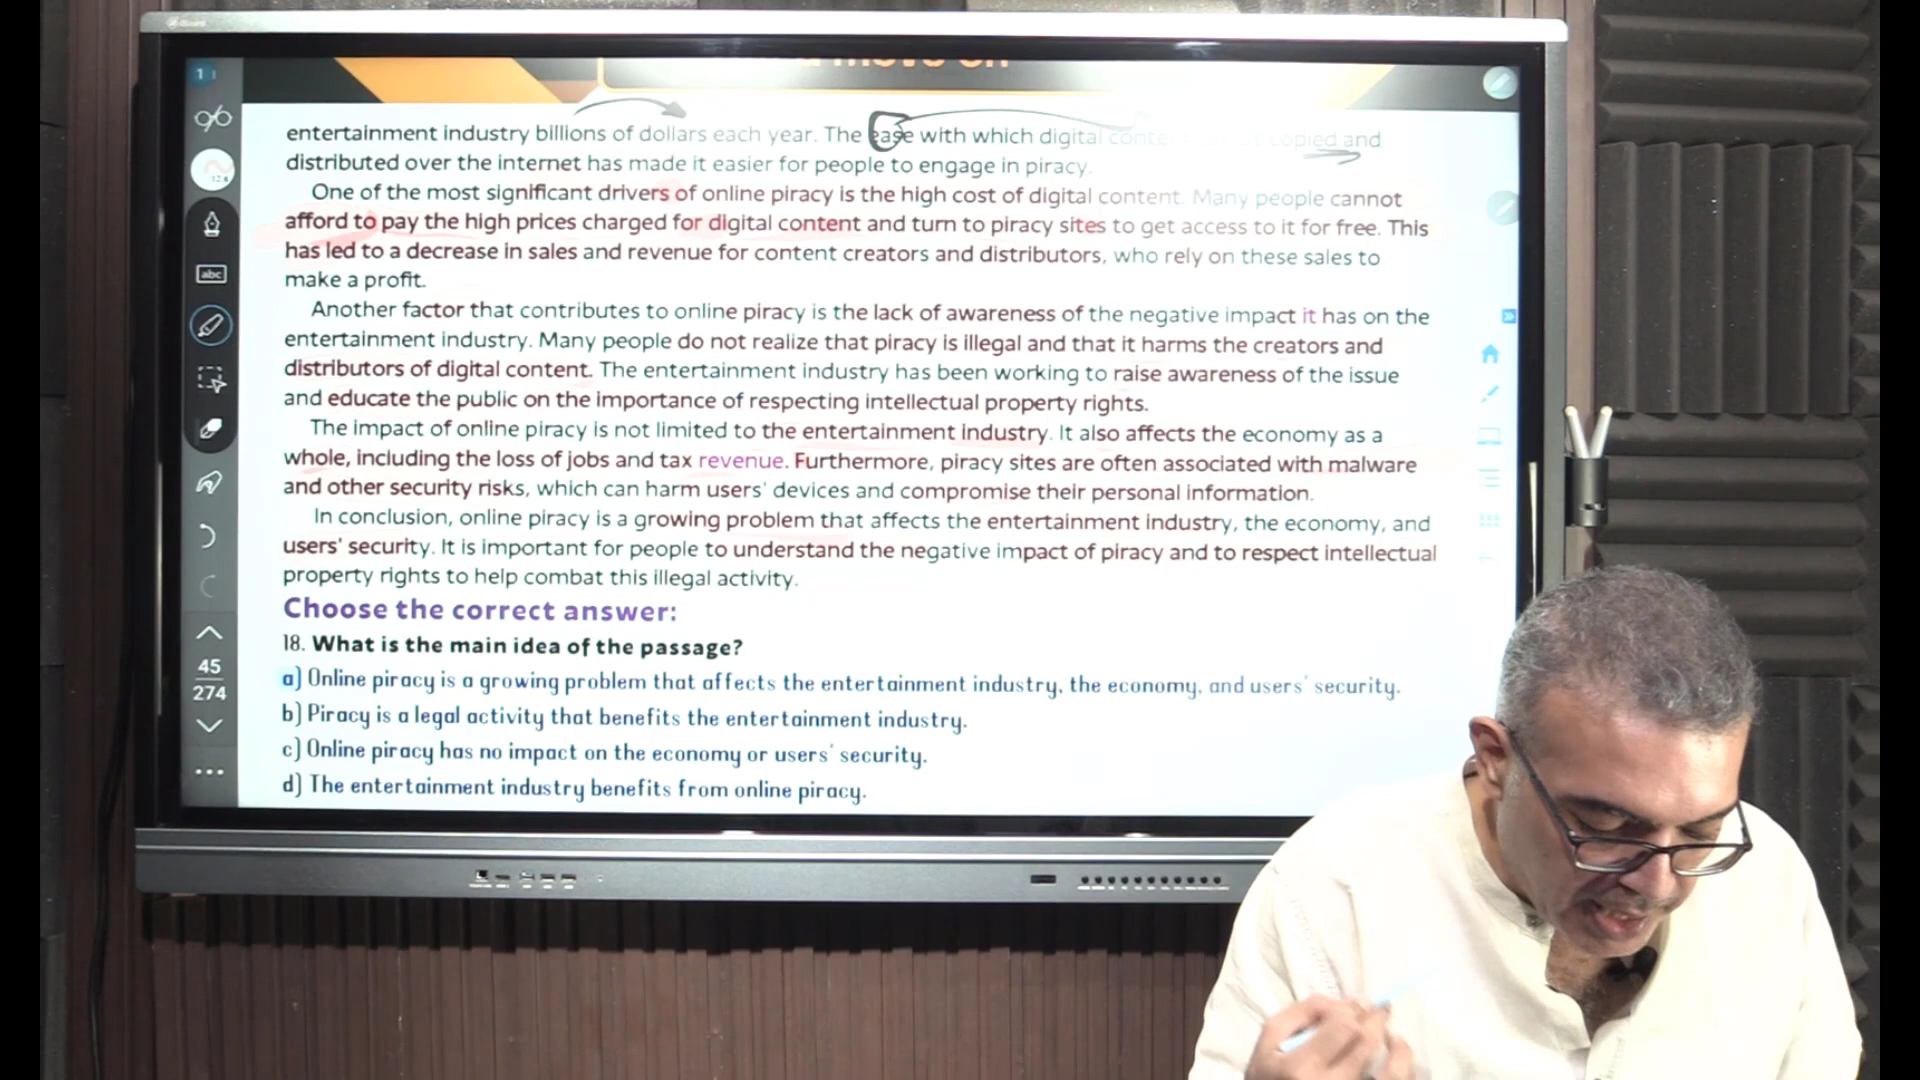 entertainment industry billions of dollars each year. The ease with which digital copied and
distributed over the internet has made it easier for people to engage in piracy.
One of the most significant drivers of online piracy is the high cost of digital content. Many people cannot
afford to pay the high prices charged for digital content and turn to piracy sites to get access to it for free. This
has led to a decrease in sales and revenue for content creators and distributors, who rely on these sales to
make a profit.
Another factor that contributes to online piracy is the lack of awareness of the negative impact it has on the
entertainment industry. Many people do not realize that piracy is illegal and that it harms the creators and
distributors of digital content. The entertainment industry has been working to raise awareness of the issue
and educate the public on the importance of respecting intellectual property rights.
The impact of online piracy is not limited to the entertainment industry. It also affects the economy as a
whole, including the loss of jobs and tax revenue. Furthermore, piracy sites are often associated with malware
and other security risks, which can harm users' devices and compromise their personal information.
In conclusion, online piracy is a growing problem that affects the entertainment industry, the economy, and
users' security. It is important for people to understand the negative impact of piracy and to respect intellectual
property rights to help combat this illegal activity.
Choose the correct answer:
18. What is the main idea of the passage?
a) Online piracy is a growing problem that affects the entertainment industry, the economy, and users' security.
b) Piracy is a legal activity that benefits the entertainment industry.
c) Online piracy has no impact on the economy or users' security.
d) The entertainment industry benefits from online piracy.
abc
45
274